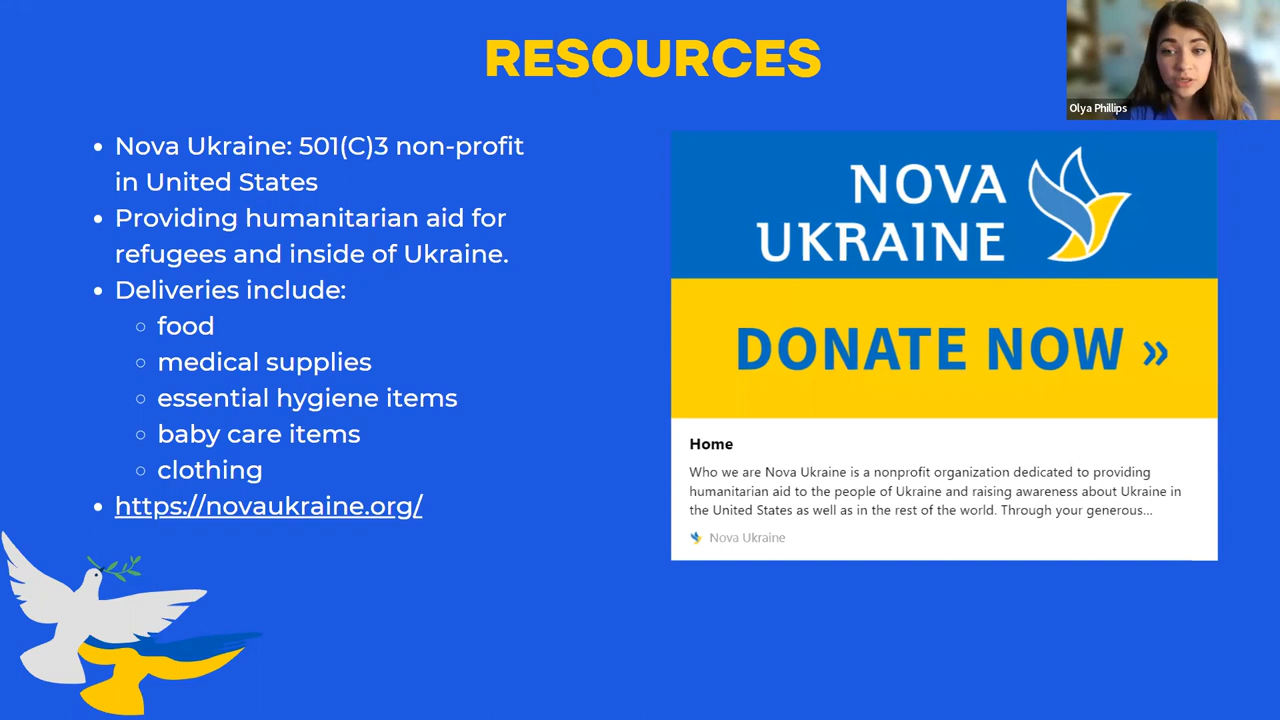 RESOURCES
Olya Phillips
• Nova Ukraine: 501(C)3 non-profit
in United States
• Providing humanitarian aid for
refugees and inside of Ukraine.
• Deliveries include:
◦ food
◦ medical supplies
◦ essential hygiene items
◦ baby care items
◦ clothing
• https://novaukraine.org/
NOVA
UKRAINE
DONATE NOW »
Home
Who we are Nova Ukraine is a nonprofit organization dedicated to providing
humanitarian aid to the people of Ukraine and raising awareness about Ukraine in
the United States as well as in the rest of the world. Through your generous...
Nova Ukraine